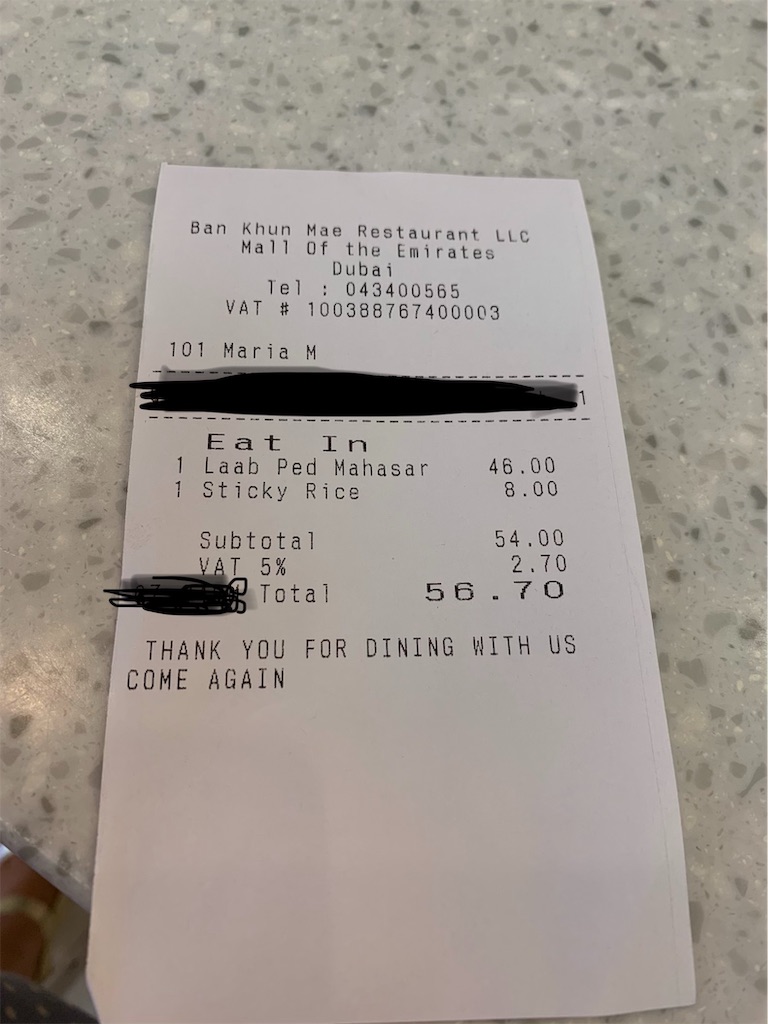 Ban Khun Mae Restaurant LLC
Mall Of the Emirates
Dubai
Tel : 043400565
VAT # 100388767400003
101 Maria M
1
Eat In
1 Laab Ped Mahasar 46.00
1 Sticky Rice 8.00
Subtotal 54.00
VAT 5% 2.70
Total 56.70
THANK YOU FOR DINING WITH US
COME AGAIN